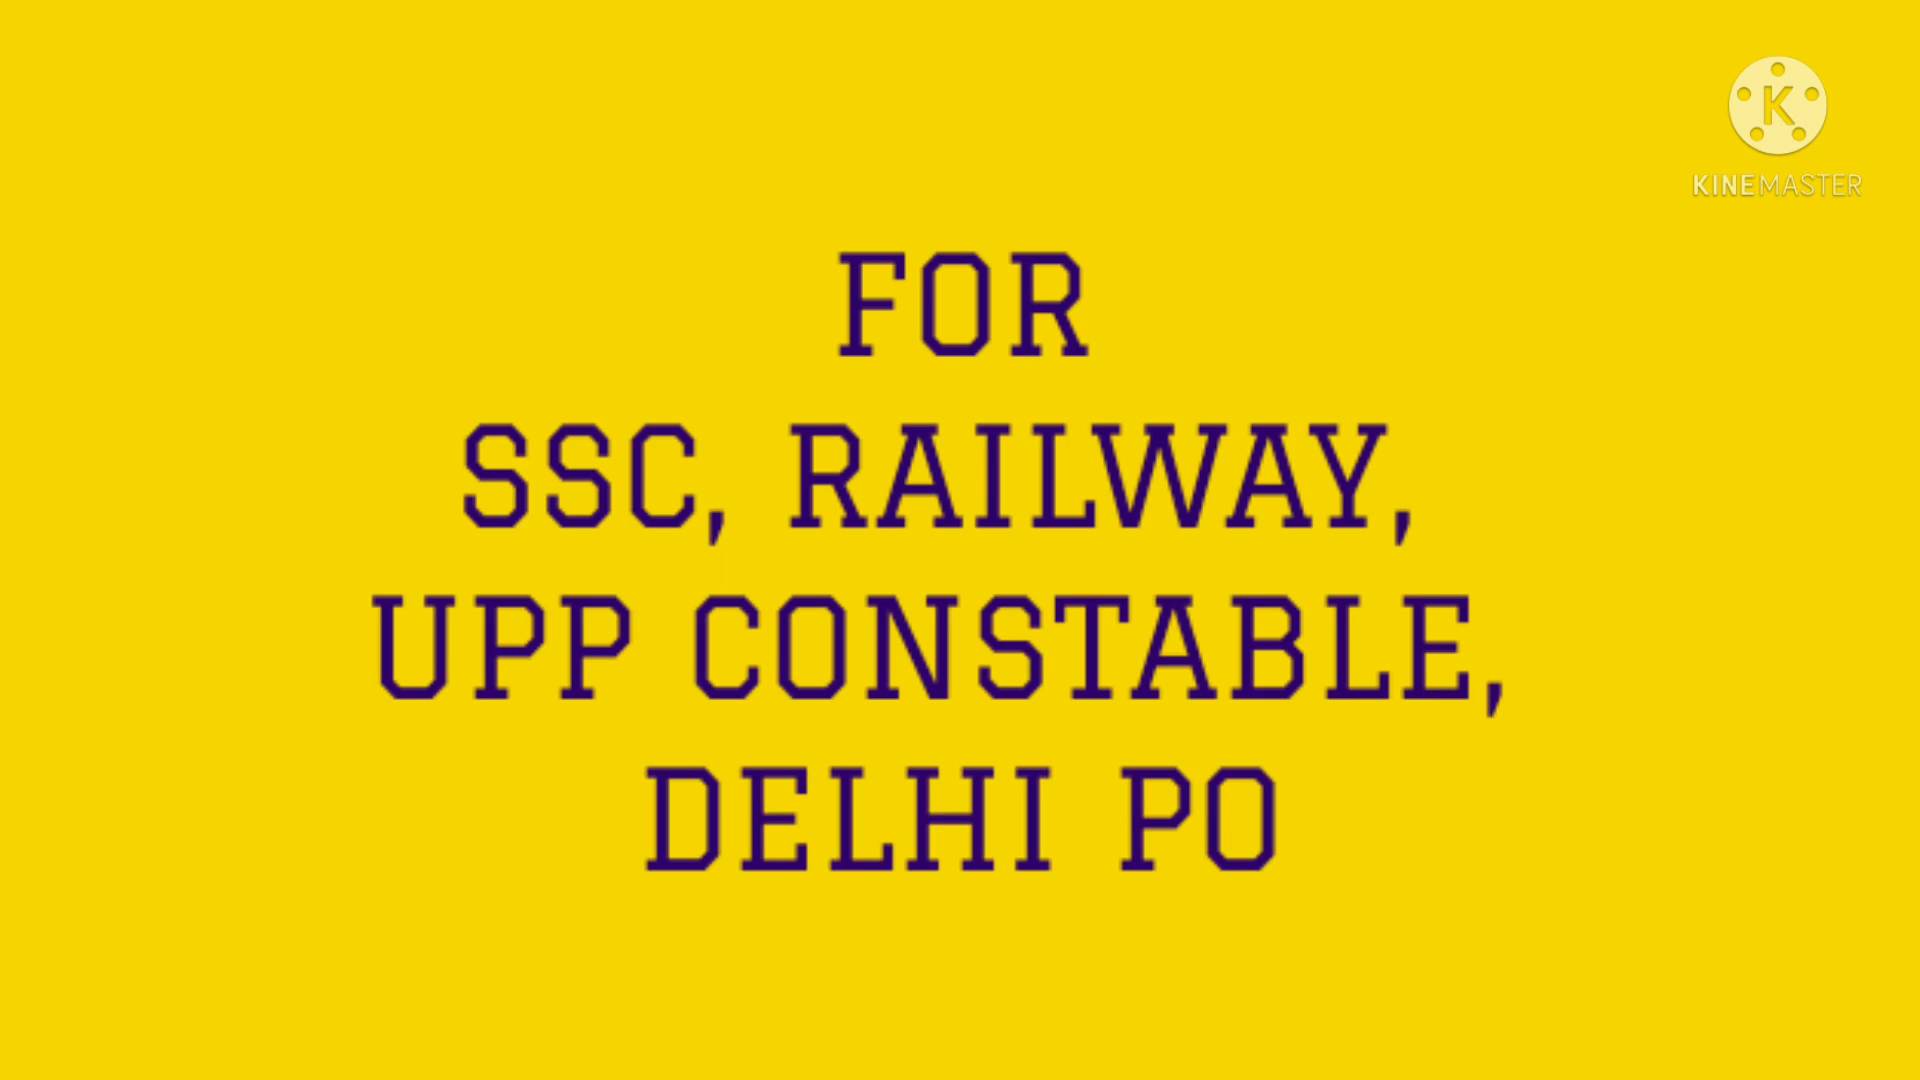 K
KINEMASTER
FOR
SSC, RAILWAY,
UPP CONSTABLE,
DELHI PO